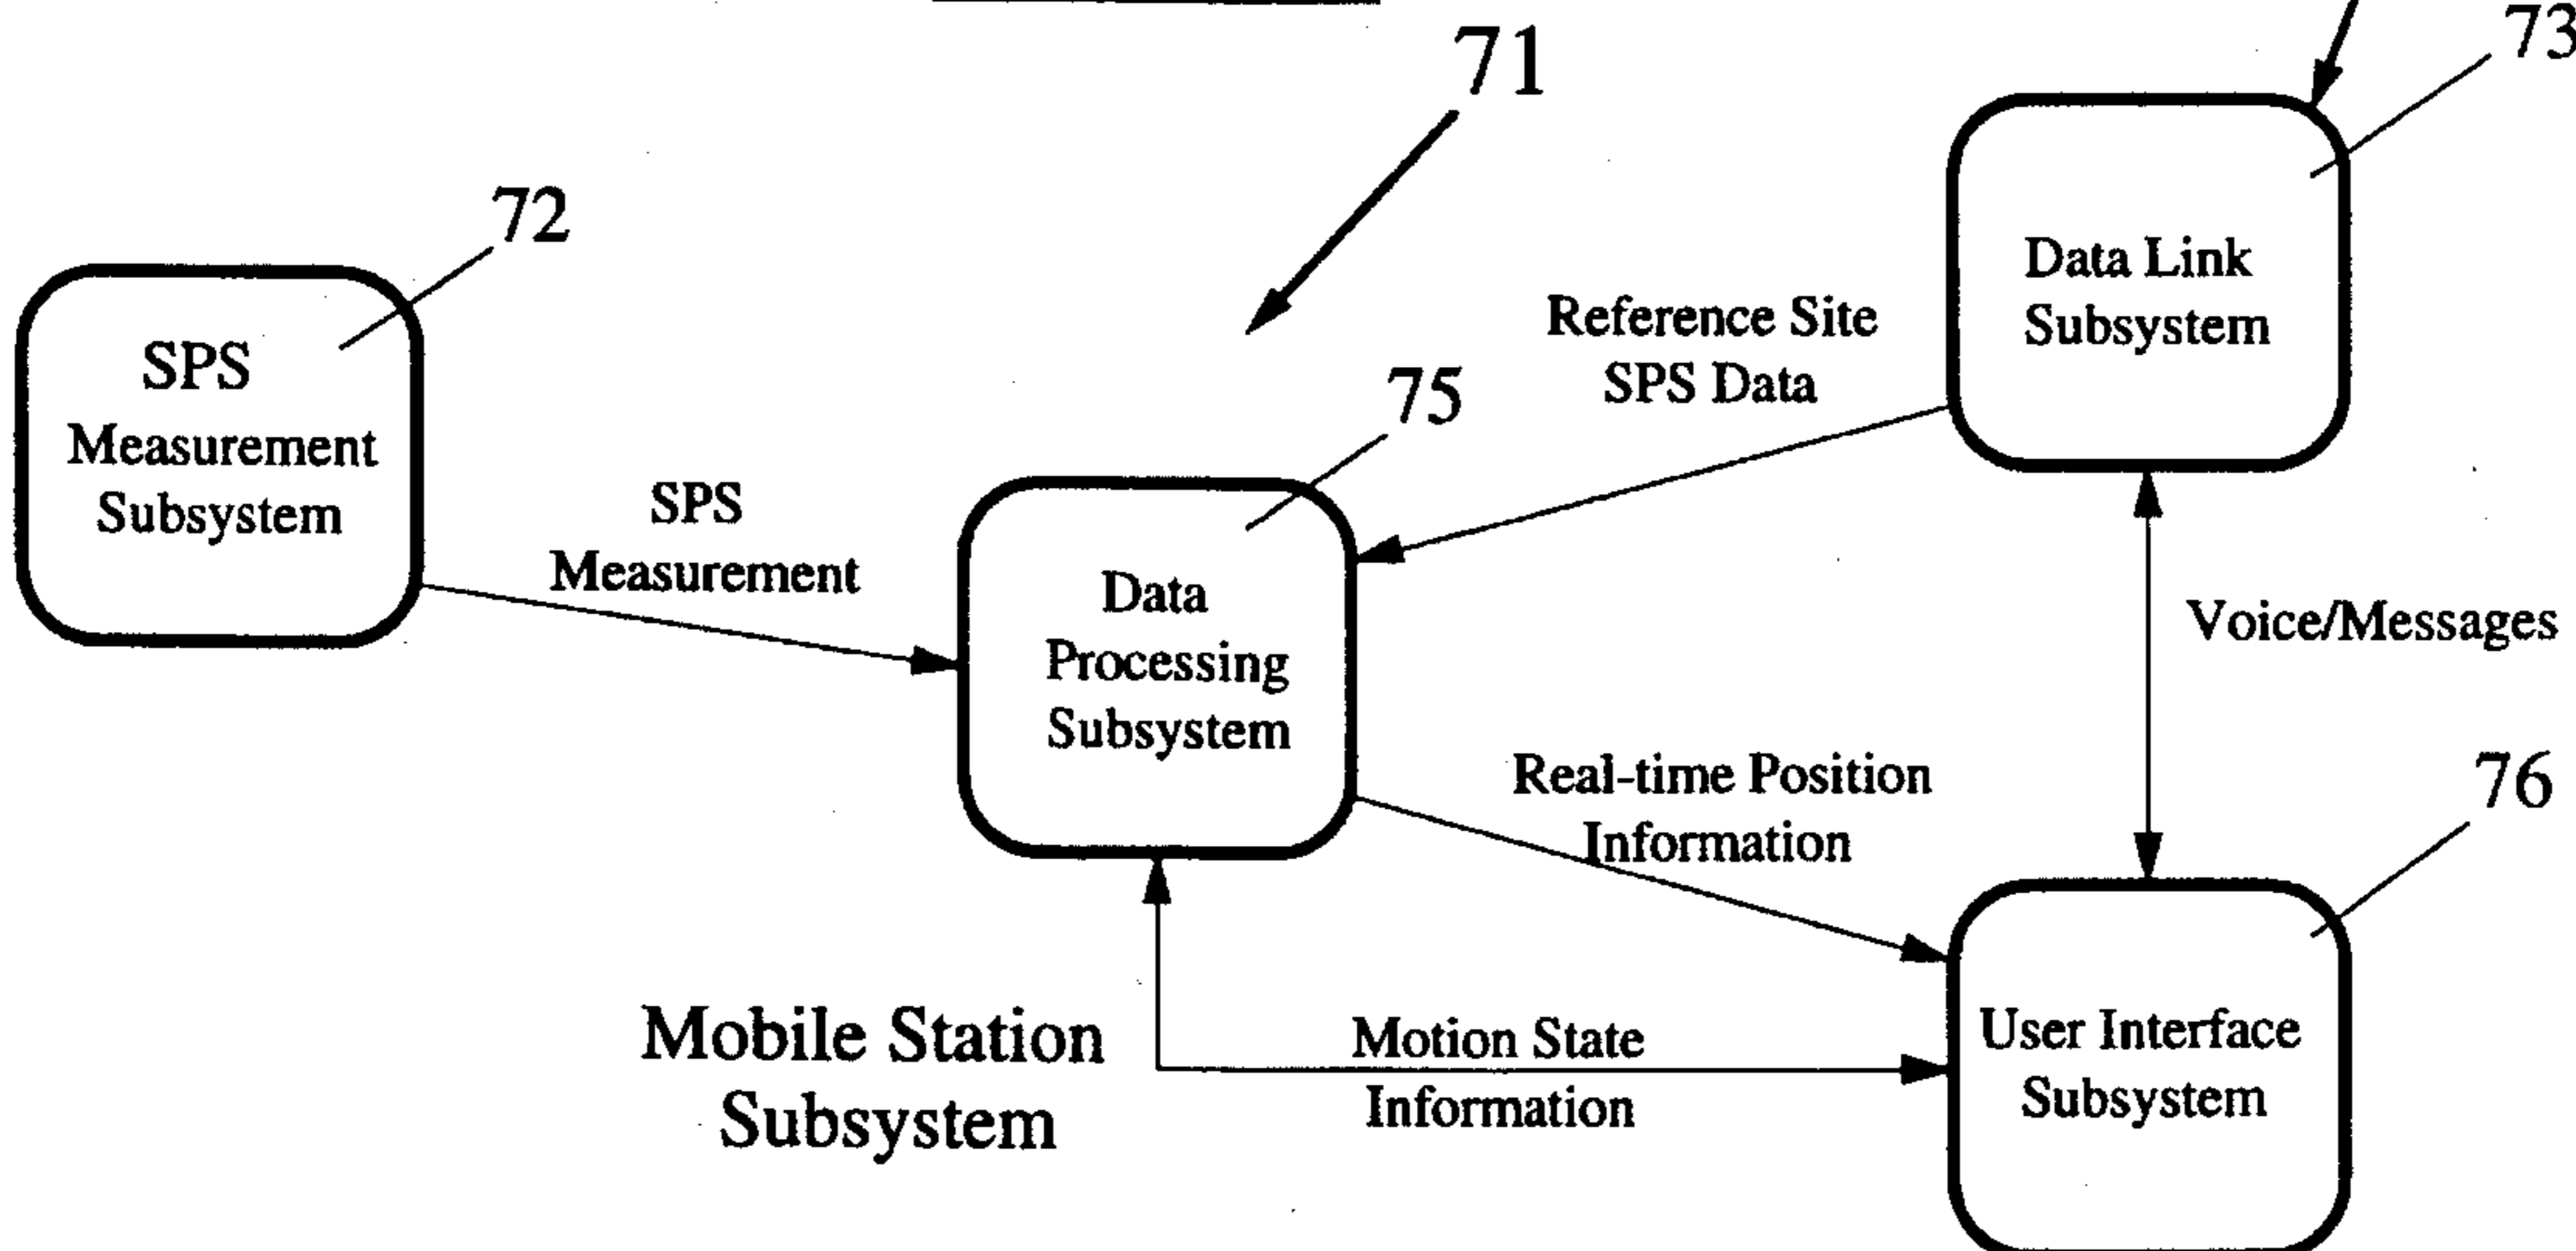 71
73
72
Data Link
Subsystem
Reference Site
SPS Data
SPS
Measurement
Subsystem
75
SPS
Measurement
Data
Processing
Subsystem
Voice/Messages
Real-time Position
Information
76
Mobile Station
Subsystem
Motion State
Information
User Interface
Subsystem